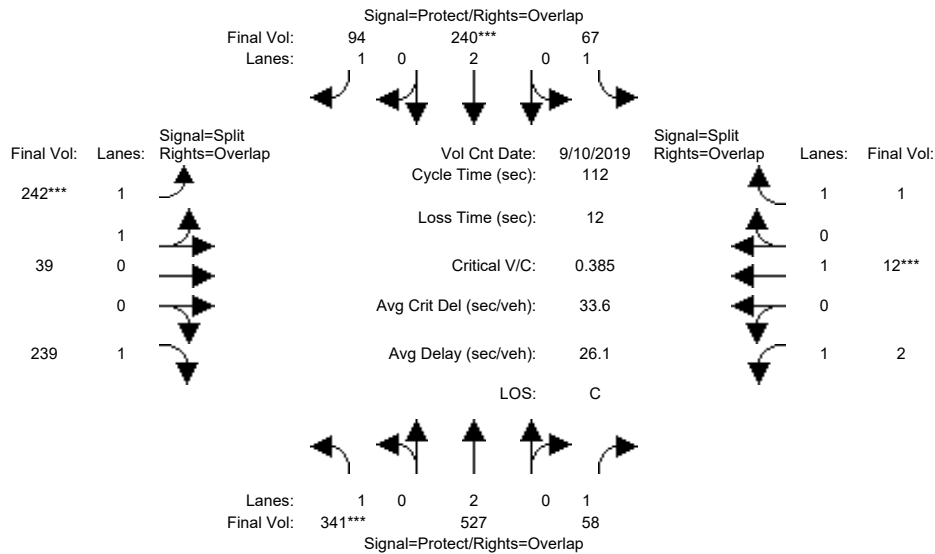 Signal=Protect/Rights=Overlap
Final Vol: 94 240*** 67
Lanes: 1 0 2 0 1
Signal=Split Signal=Split
Final Vol: Lanes: Rights=Overlap Vol Cnt Date: 9/10/2019 Rights=Overlap Lanes: Final Vol:
Cycle Time (sec): 112
242*** 1 1 1
Loss Time (sec): 12
1 0
39 0 Critical V/C: 0.385 1 12***
0 Avg Crit Del (sec/veh): 33.6 0
239 1 Avg Delay (sec/veh): 26.1 1 2
LOS: C
Lanes: 1 0 2 0 1
Final Vol: 341*** 527 58
Signal=Protect/Rights=Overlap